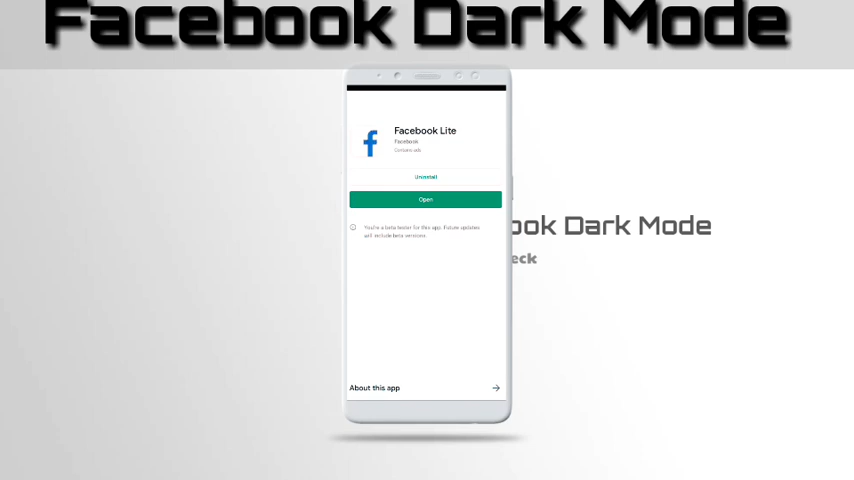 Facebook Dark Mode
Facebook Lite
Facebook
Contains ads
Uninstall
Open
ook Dark Mode
You're a beta tester for this app. Future updates
will include beta versions
eck
About this app